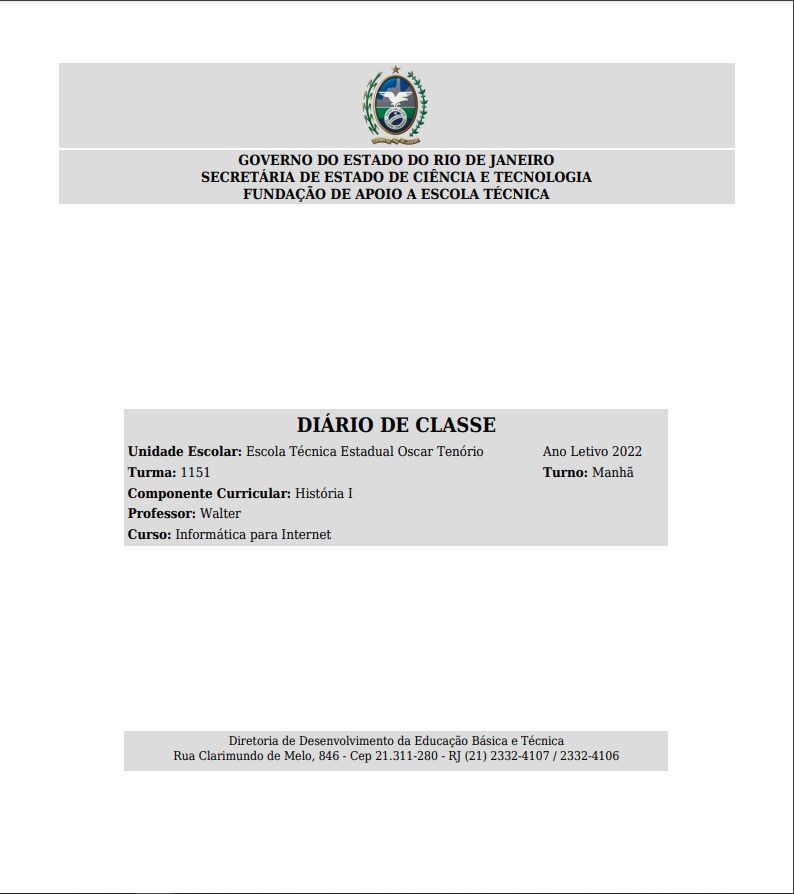 GOVERNO DO ESTADO DO RIO DE JANEIRO
SECRETÁRIA DE ESTADO DE CIÊNCIA E TECNOLOGIA
FUNDAÇÃO DE APOIO A ESCOLA TÉCNICA
DIÁRIO DE CLASSE
Unidade Escolar: Escola Técnica Estadual Oscar Tenório Ano Letivo 2022
Turma: 1151 Turno: Manhã
Componente Curricular: História I
Professor: Walter
Curso: Informática para Internet
Diretoria de Desenvolvimento da Educação Básica e Técnica
Rua Clarimundo de Melo, 846 - Cep 21.311-280 - RJ (21) 2332-4107 / 2332-4106